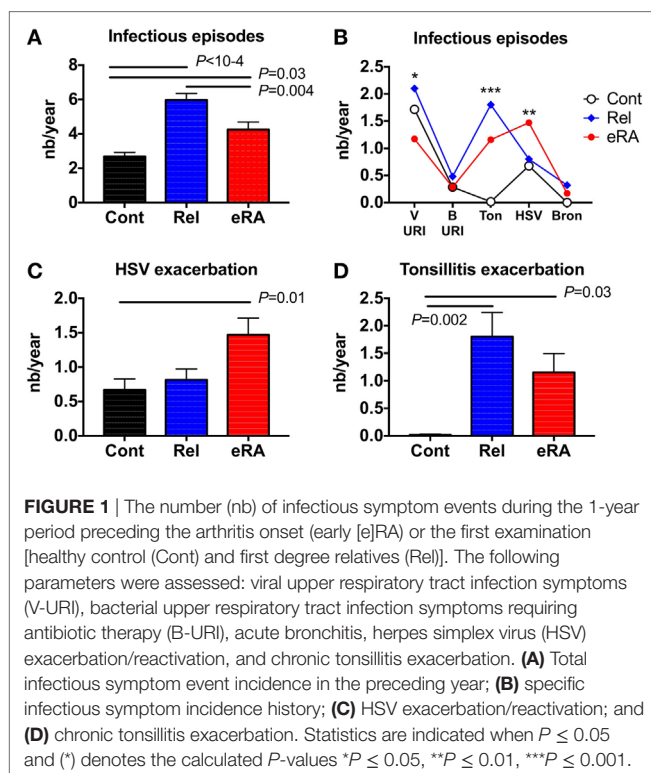 A
Infectious episodes
P<10-4
P=0.03
P=0.004
nb/year
8
6
4
2
0
Cont Rel eRA
B
Infectious episodes
nb/year
2.5
2.0
1.5
1.0
0.5
0.0
* *** **
Cont
Rel
eRA
V B Ton HSV Bron
URI URI
C
HSV exacerbation
P=0.01
nb/year
2.0
1.5
1.0
0.5
0.0
Cont Rel eRA
D
Tonsillitis exacerbation
P=0.03
P=0.002
nb/year
2.5
2.0
1.5
1.0
0.5
0.0
Cont Rel eRA
FIGURE 1 | The number (nb) of infectious symptom events during the 1-year
period preceding the arthritis onset (early [e]RA) or the first examination
[healthy control (Cont) and first degree relatives (Rel)]. The following
parameters were assessed: viral upper respiratory tract infection symptoms
(V-URI), bacterial upper respiratory tract infection symptoms requiring
antibiotic therapy (B-URI), acute bronchitis, herpes simplex virus (HSV)
exacerbation/reactivation, and chronic tonsillitis exacerbation. (A) Total
infectious symptom event incidence in the preceding year; (B) specific
infectious symptom incidence history; (C) HSV exacerbation/reactivation; and
(D) chronic tonsillitis exacerbation. Statistics are indicated when P ≤ 0.05
and (*) denotes the calculated P-values *P ≤ 0.05, **P ≤ 0.01, ***P ≤ 0.001.